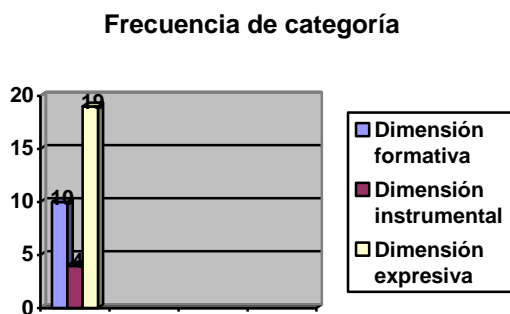 Frecuencia de categoría
20
15
10
5
0
10
4
19
Dimensión
formativa
Dimensión
instrumental
Dimensión
expresiva